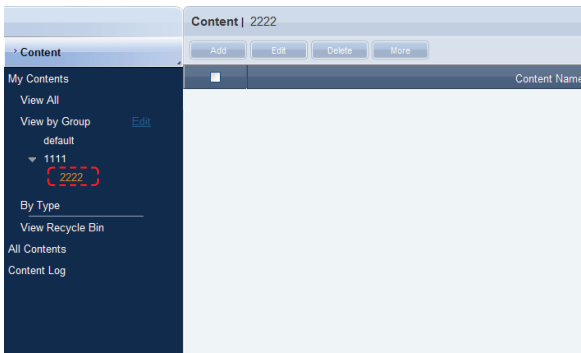 Content | 2222
Content
Add Edit Delete More
Content Name
My Contents
View All
View by Group Edit
default
1111
2222
By Type
View Recycle Bin
All Contents
Content Log